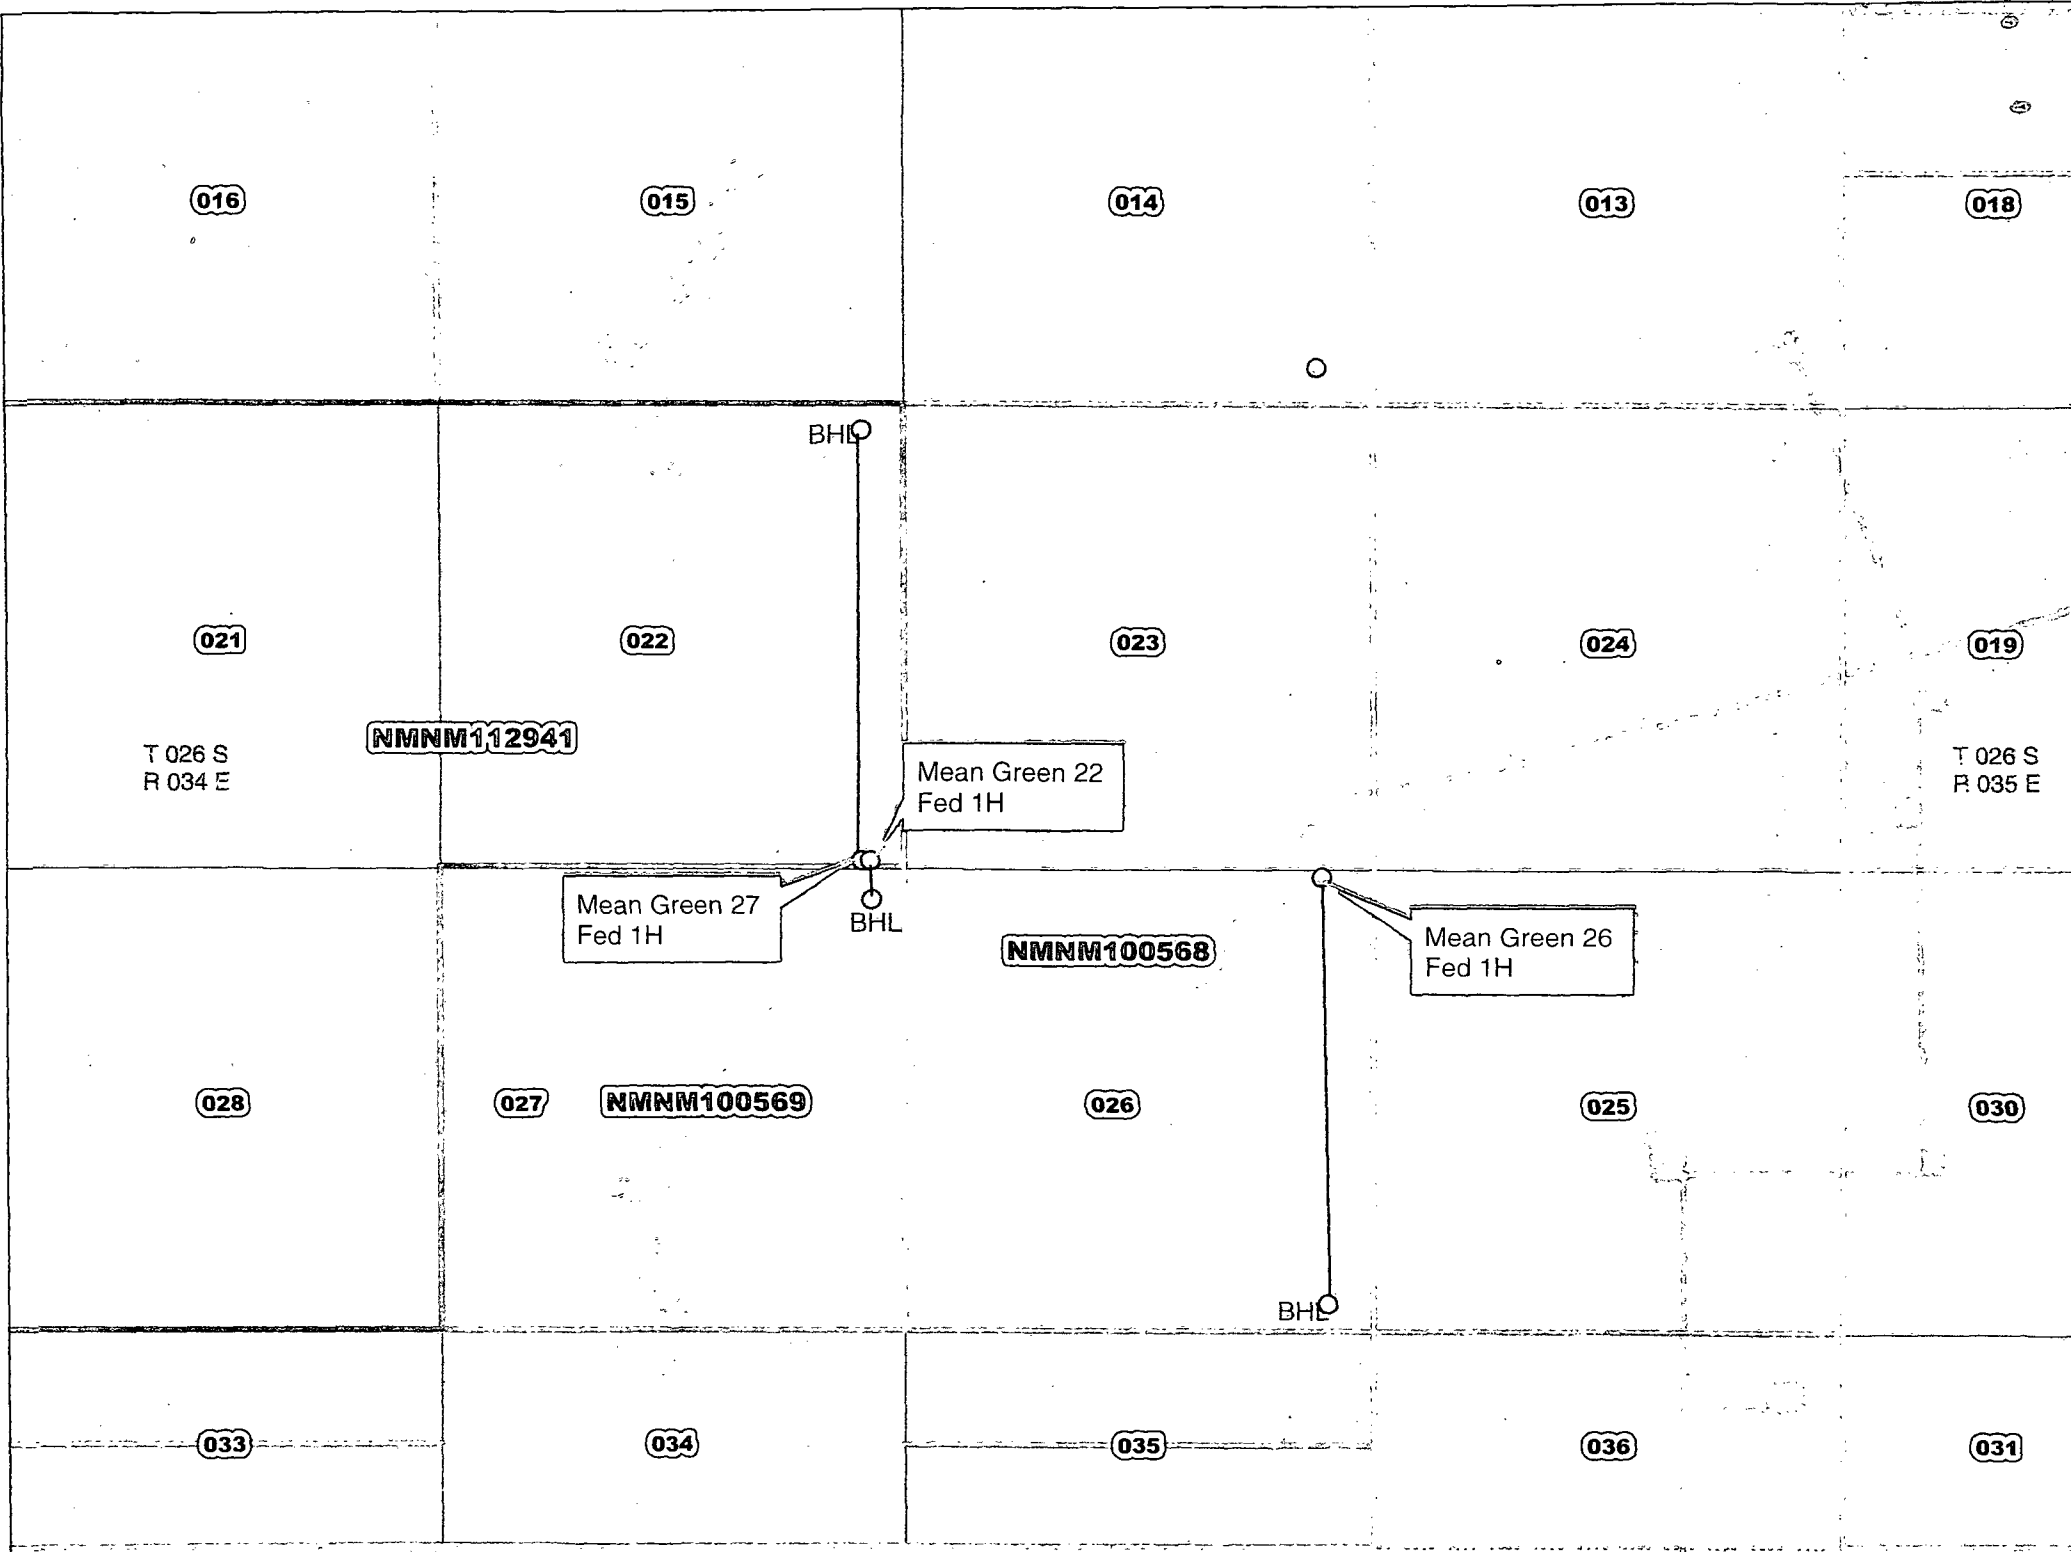 016
015
014
013
018
BHL
021
022
023
024
019
NMNM112941
T 026 S
R 034 E
T 026 S
R 035 E
Mean Green 22
Fed 1H
Mean Green 27
Fed 1H
BHL
NMNM100568
Mean Green 26
Fed 1H
028
027
NMNM100569
026
025
030
BHL
033
034
035
036
031